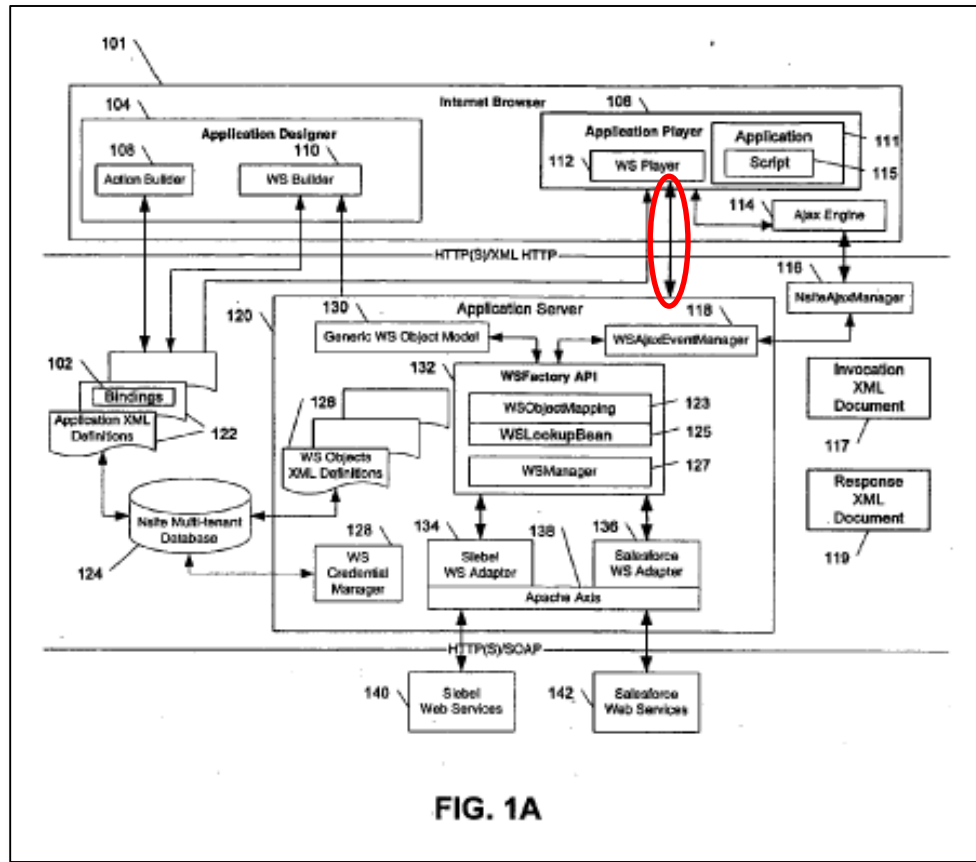 101
Internet Browser
104
Application Designer
108
Action Builder
110
WS Builder
106
Application Player
112
WS Player
Application
Script
111
115
114
Ajax Engine
HTTP(S)/XML HTTP
116
NsiteAjaxManager
120
Application Server
130
Generic WS Object Model
118
WSAjaxEventManager
132
WSFactory API
WSObjectMapping
123
WSLookupBean
125
WSManager
127
102
Bindings
Application XML
Definitions
122
128
WS Objects
XML Definitions
Nsite Multi-tenant
Database
124
128
WS
Credential
Manager
134
Siebel
WS Adapter
138
136
Salesforce
WS Adapter
Apache Axis
Invocation
XML
Document
117
Response
XML
Document
119
HTTP(S)/SOAP
140
Siebel
Web Services
142
Salesforce
Web Services
FIG. 1A